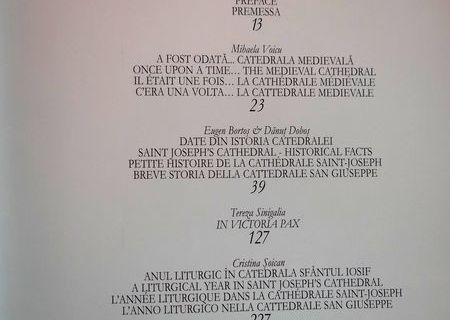 PREFACE
PREMESSA
13
Mihaela Voicu
A FOST ODATĂ... CATEDRALA MEDIEVALĂ
ONCE UPON A TIME... THE MEDIEVAL CATHEDRAL
IL ÉTAIT UNE FOIS... LA CATHÉDRALE MÉDIEVALE
C'ERA UNA VOLTA... LA CATTEDRALE MEDIEVALE
23
Eugen Bortoș & Dănuț Doboș
DATE DIN ISTORIA CATEDRALEI
SAINT JOSEPH'S CATHEDRAL - HISTORICAL FACTS
PETITE HISTOIRE DE LA CATHÉDRALE SAINT-JOSEPH
BREVE STORIA DELLA CATTEDRALE SAN GIUSEPPE
39
Tereza Sinigalia
IN VICTORIA PAX
127
Cristina Șoican
ANUL LITURGIC ÎN CATEDRALA SFÂNTUL IOSIF
A LITURGICAL YEAR IN SAINT JOSEPH'S CATHEDRAL
L'ANNÉE LITURGIQUE DANS LA CATHÉDRALE SAINT-JOSEPH
L'ANNO LITURGICO NELLA CATTEDRALE SAN GIUSEPPE
227